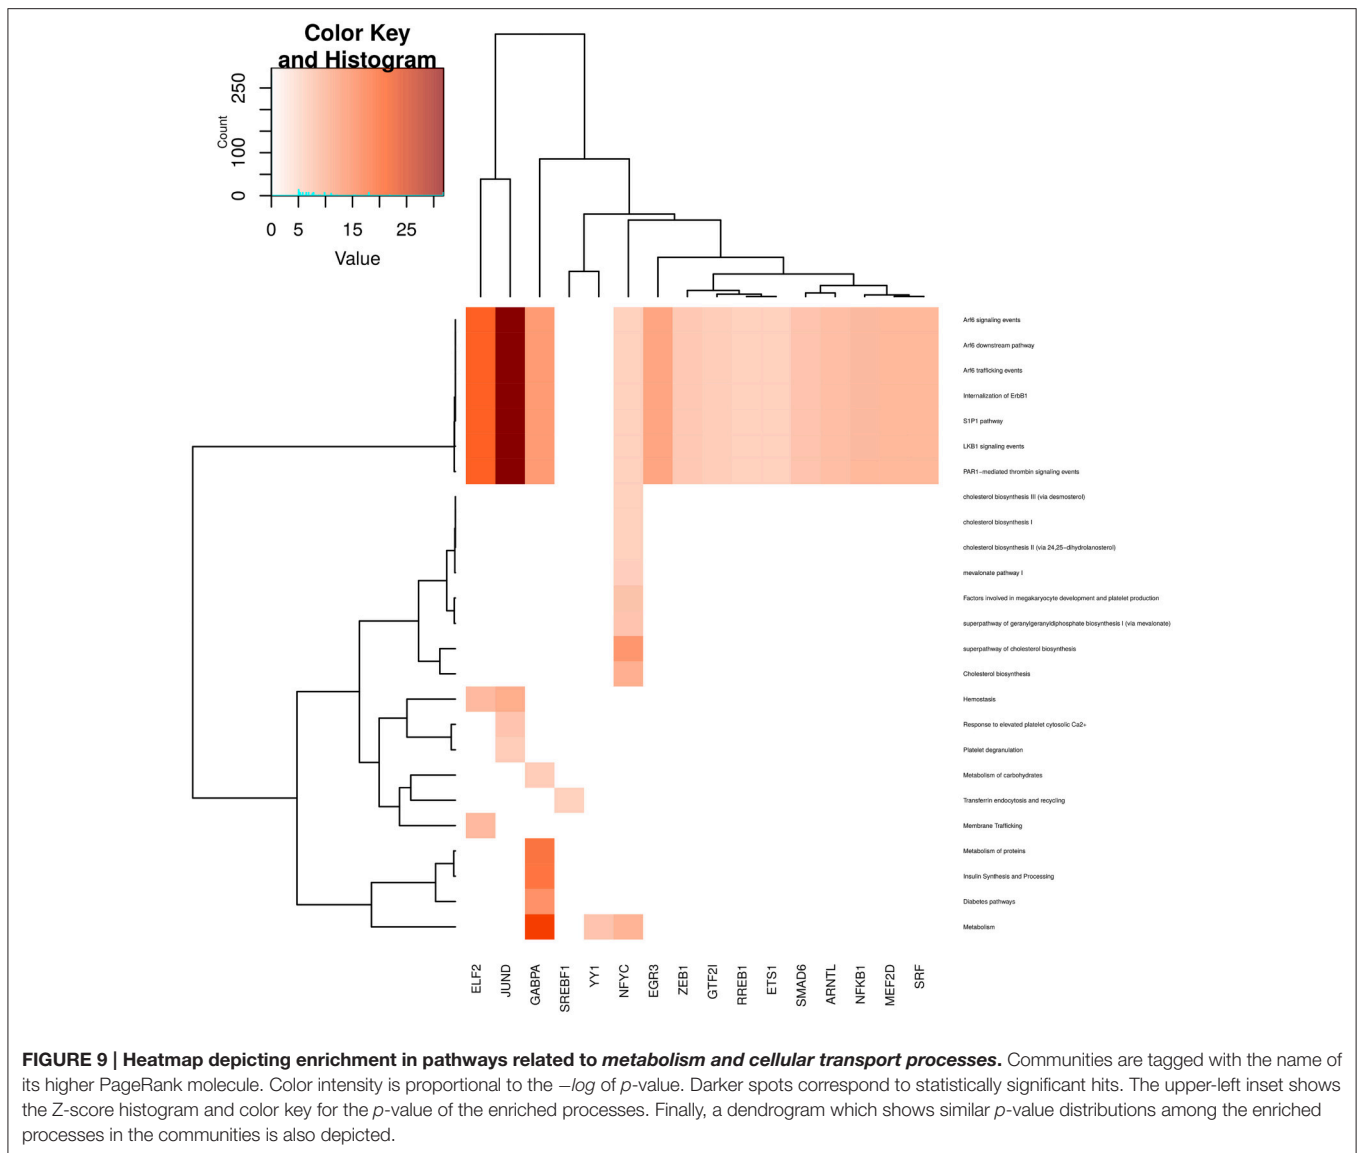 Color Key
and Histogram
Count
0 100 250
0 5 15 25
Value
Arf6 signaling events
Arf6 downstream pathway
Arf6 trafficking events
Internalization of ErbB1
S1P1 pathway
LKB1 signaling events
PAR1−mediated thrombin signaling events
cholesterol biosynthesis III (via desmosterol)
cholesterol biosynthesis I
cholesterol biosynthesis II (via 24,25−dihydrolanosterol)
mevalonate pathway I
Factors involved in megakaryocyte development and platelet production
superpathway of geranylgeranyldiphosphate biosynthesis I (via mevalonate)
superpathway of cholesterol biosynthesis
Cholesterol biosynthesis
Hemostasis
Response to elevated platelet cytosolic Ca2+
Platelet degranulation
Metabolism of carbohydrates
Transferrin endocytosis and recycling
Membrane Trafficking
Metabolism of proteins
Insulin Synthesis and Processing
Diabetes pathways
Metabolism
ELF2
JUND
GABPA
SREBF1
YY1
NFYC
EGR3
ZEB1
GTF2I
RREB1
ETS1
SMAD6
ARNTL
NFKB1
MEF2D
SRF
FIGURE 9 | Heatmap depicting enrichment in pathways related to metabolism and cellular transport processes. Communities are tagged with the name of
its higher PageRank molecule. Color intensity is proportional to the −log of p-value. Darker spots correspond to statistically significant hits. The upper-left inset shows
the Z-score histogram and color key for the p-value of the enriched processes. Finally, a dendrogram which shows similar p-value distributions among the enriched
processes in the communities is also depicted.